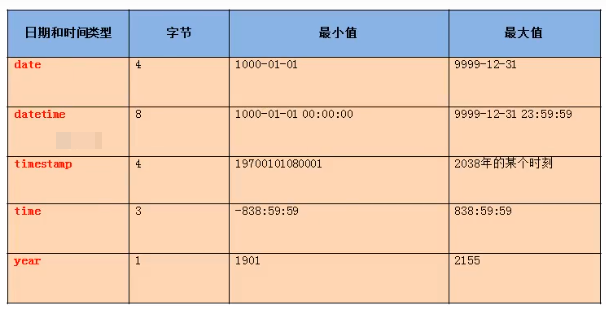 日期和时间类型 字节 最小值 最大值
date 4 1000-01-01 9999-12-31
datetime 8 1000-01-01 00:00:00 9999-12-31 23:59:59
timestamp 4 19700101080001 2038年的某个时刻
time 3 -838:59:59 838:59:59
year 1 1901 2155